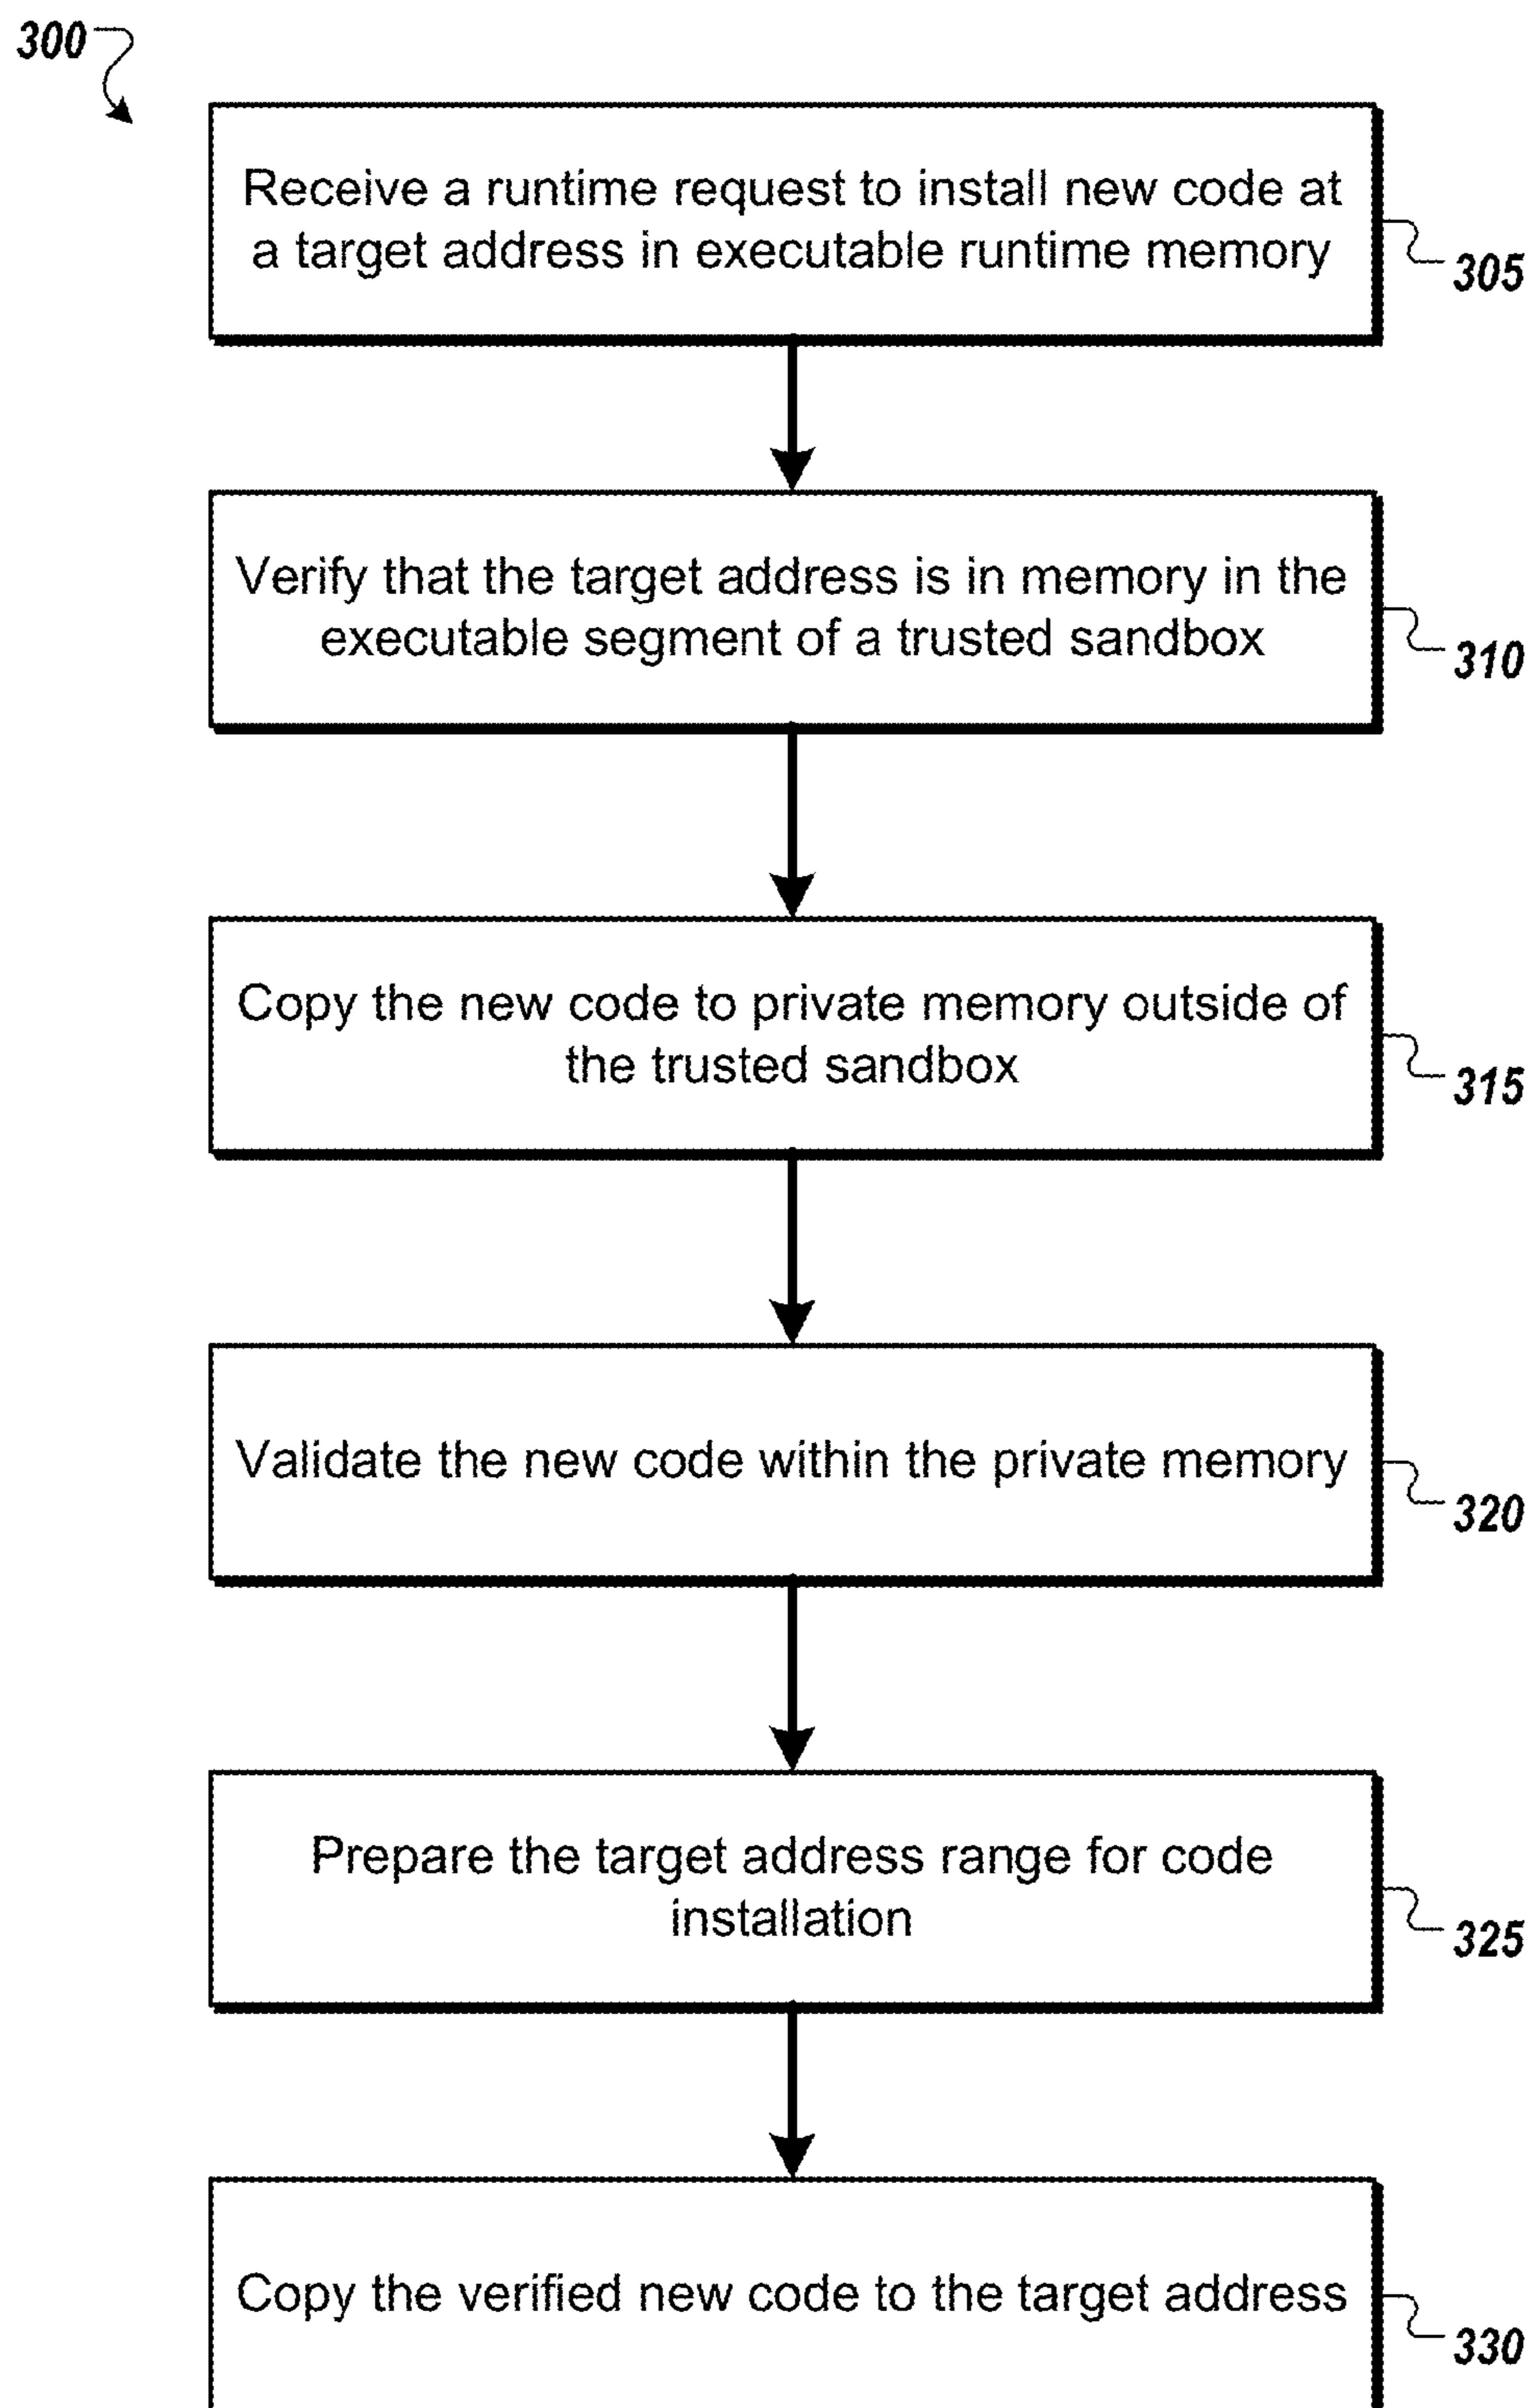 300
Receive a runtime request to install new code at
a target address in executable runtime memory
305
Verify that the target address is in memory in the
executable segment of a trusted sandbox
310
Copy the new code to private memory outside of
the trusted sandbox
315
Validate the new code within the private memory
320
Prepare the target address range for code
installation
325
Copy the verified new code to the target address
330